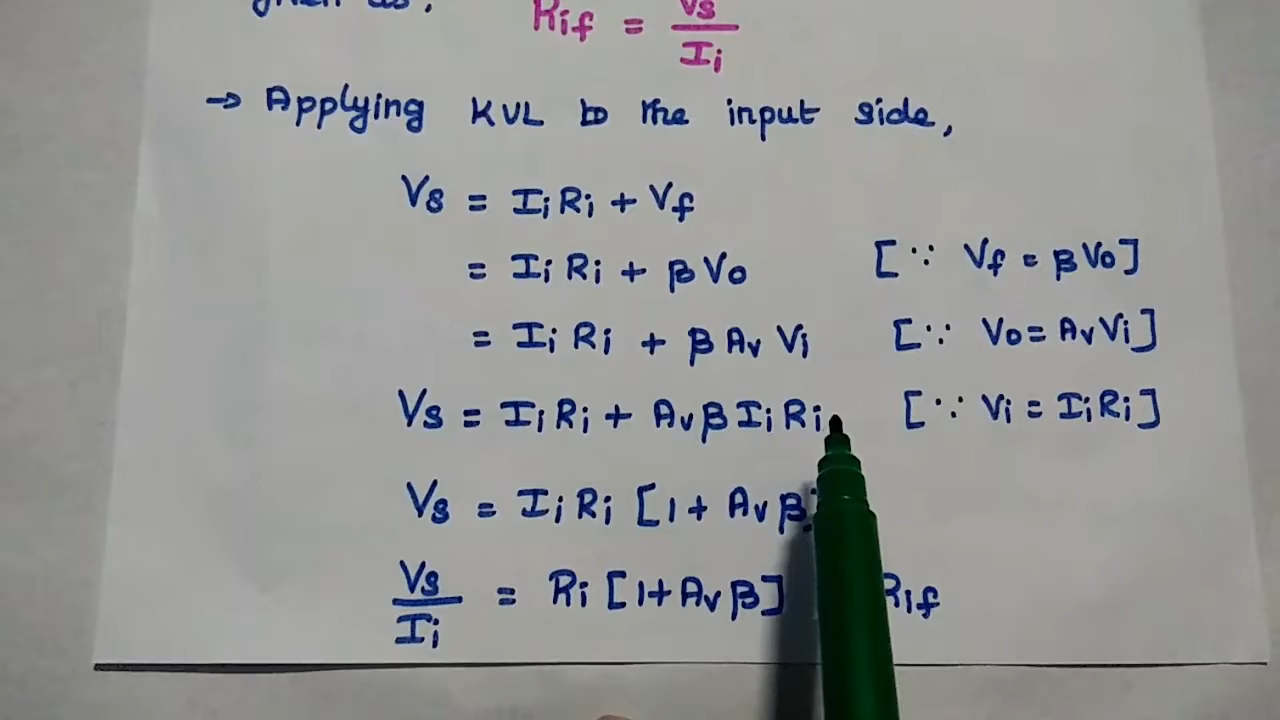 as,
Rif = Vs / Ii
→ Applying KVL to the input side,
Vs = IiRi + Vf
= IiRi + βVo [∵ Vf = βVo]
= IiRi + βAvVi [∵ Vo = AvVi]
Vs = IiRi + AvβIiRi [∵ Vi = IiRi]
Vs = IiRi [1 + Avβ]
Vs / Ii = Ri [1 + Avβ] Rif